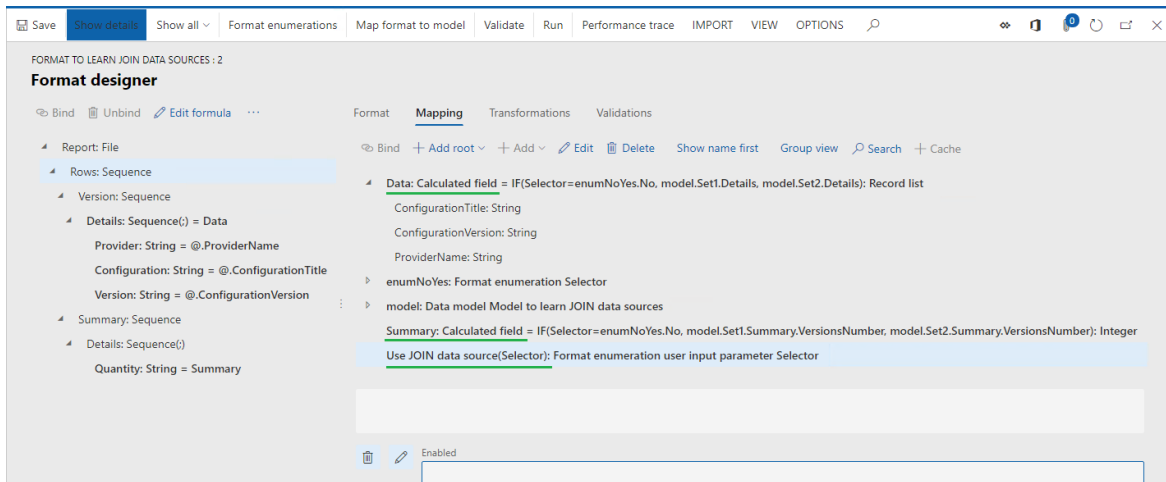 Save Show details Show all Format enumerations Map format to model Validate Run Performance trace IMPORT VIEW OPTIONS 0
FORMAT TO LEARN JOIN DATA SOURCES : 2
Format designer
Bind Unbind Edit formula ...
Format Mapping Transformations Validations
Report: File
Rows: Sequence
Version: Sequence
Details: Sequence(;) = Data
Provider: String = @.ProviderName
Configuration: String = @.ConfigurationTitle
Version: String = @.ConfigurationVersion
Summary: Sequence
Details: Sequence(;)
Quantity: String = Summary
Bind Add root Add Edit Delete Show name first Group view Search Cache
Data: Calculated field = IF(Selector=enumNoYes.No, model.Set1.Details, model.Set2.Details): Record list
ConfigurationTitle: String
ConfigurationVersion: String
ProviderName: String
enumNoYes: Format enumeration Selector
model: Data model Model to learn JOIN data sources
Summary: Calculated field = IF(Selector=enumNoYes.No, model.Set1.Summary.VersionsNumber, model.Set2.Summary.VersionsNumber): Integer
Use JOIN data source(Selector): Format enumeration user input parameter Selector
Enabled